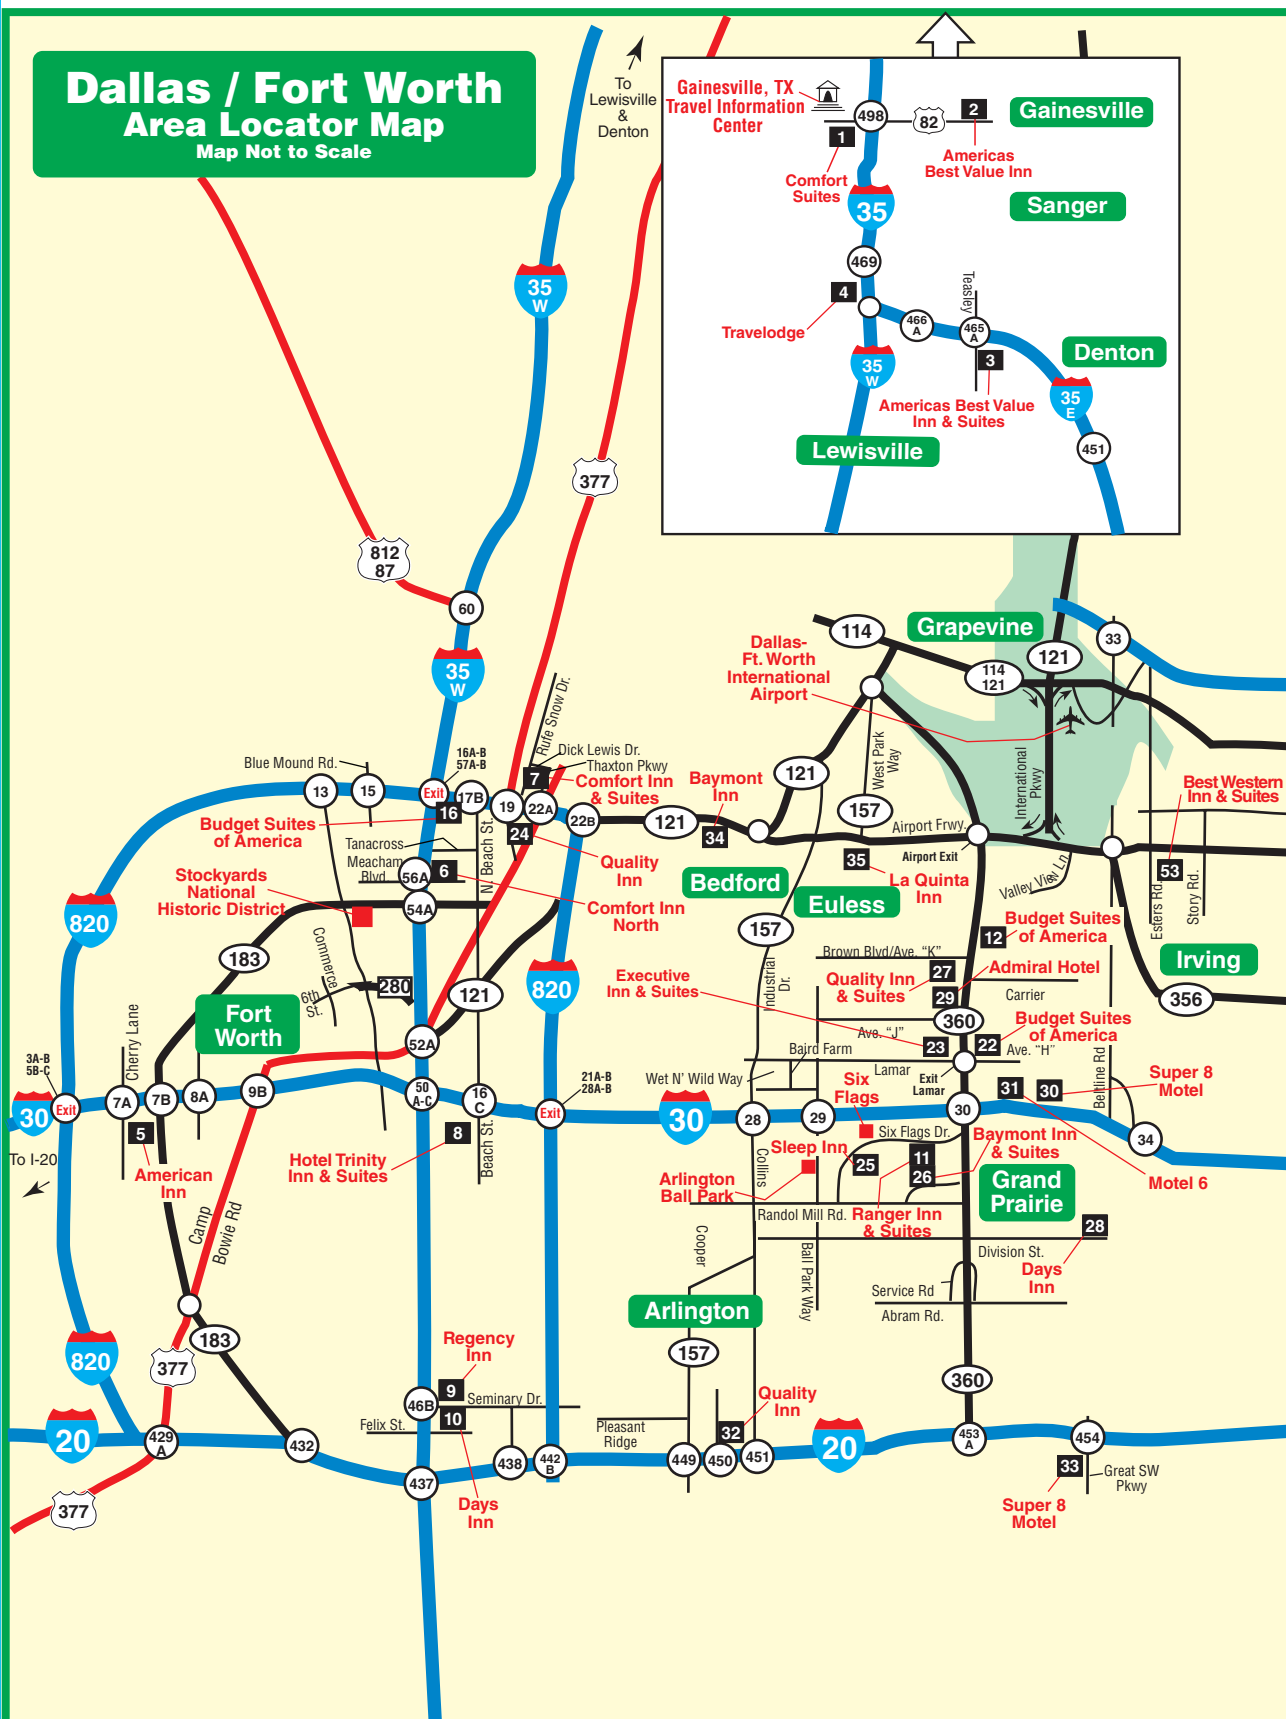 Dallas / Fort Worth
Area Locator Map
Map Not to Scale
To
Lewisville
&
Denton
Gainesville, TX
Travel Information
Center
498
82
2
Gainesville
1
Americas
Best Value Inn
Comfort
Suites
35
Sanger
469
4
Teasley
Travelodge
466
A
465
A
3
Denton
35
W
35
E
Americas Best Value
Inn & Suites
Lewisville
451
35
W
377
812
87
60
35
W
114
Grapevine
33
Dallas-
Ft. Worth
International
Airport
121
114
121
Rufe Snow Dr.
16A-B
57A-B
Dick Lewis Dr.
Thaxton Pkwy
West Park
Way
International
Pkwy
Blue Mound Rd.
13
15
Exit
17B
19
7
22A
22B
Comfort Inn
& Suites
Baymont
Inn
121
121
157
34
Best Western
Inn & Suites
16
Budget Suites
of America
24
Airport Frwy.
Airport Exit
Tanacross
Meacham
Blvd.
56A
6
N. Beach St.
Quality
Inn
35
La Quinta
Inn
Valley View Ln
53
Esters Rd.
Story Rd.
Stockyards
National
Historic District
54A
Comfort Inn
North
Bedford
Euless
820
157
12
Budget Suites
of America
183
Commerce
280
6th
St.
121
820
Executive
Inn & Suites
Industrial
Dr.
Brown Blvd/Ave. “K”
Quality Inn
& Suites
27
Admiral Hotel
29
Carrier
Irving
356
Fort
Worth
52A
360
Ave. “J”
Budget Suites
of America
22
23
Ave. “H”
Baird Farm
Lamar
Exit
Lamar
Beltline Rd
3A-B
5B-C
Cherry Lane
30
Exit
7A
7B
8A
9B
50
A-C
16
C
21A-B
28A-B
Exit
30
Wet N’ Wild Way
Six
Flags
28
29
30
31
30
Super 8
Motel
34
5
American
Inn
8
Hotel Trinity
Inn & Suites
Beach St.
To I-20
Six Flags Dr.
Sleep Inn
25
11
26
Baymont Inn
& Suites
Collins
Arlington
Ball Park
Grand
Prairie
Motel 6
Randol Mill Rd.
Ranger Inn
& Suites
28
Camp
Bowie Rd
Cooper
Ball Park Way
Division St.
Days
Inn
Service Rd
Abram Rd.
Arlington
183
820
377
157
360
Regency
Inn
9
46B
Seminary Dr.
10
Felix St.
Quality
Inn
Pleasant
Ridge
32
20
429
A
432
437
438
442
B
449
450
451
20
453
A
454
33
Great SW
Pkwy
377
Days
Inn
Super 8
Motel